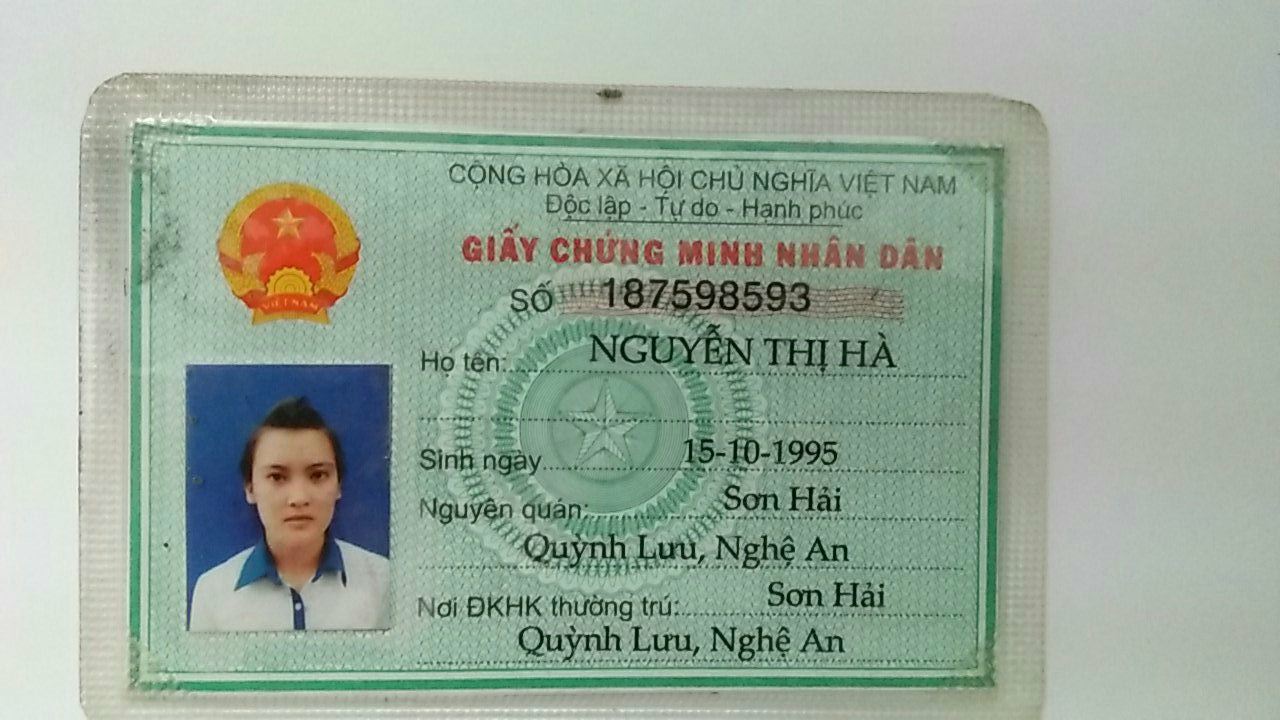 CỘNG HÒA XÃ HỘI CHỦ NGHĨA VIỆT NAM
Độc lập - Tự do - Hạnh phúc
GIẤY CHỨNG MINH NHÂN DÂN
SỐ 187598593
Họ tên: NGUYỄN THỊ HÀ
Sinh ngày 15-10-1995
Nguyên quán: Sơn Hải
Quỳnh Lưu, Nghệ An
Nơi ĐKHK thường trú: Sơn Hải
Quỳnh Lưu, Nghệ An
VIỆT NAM